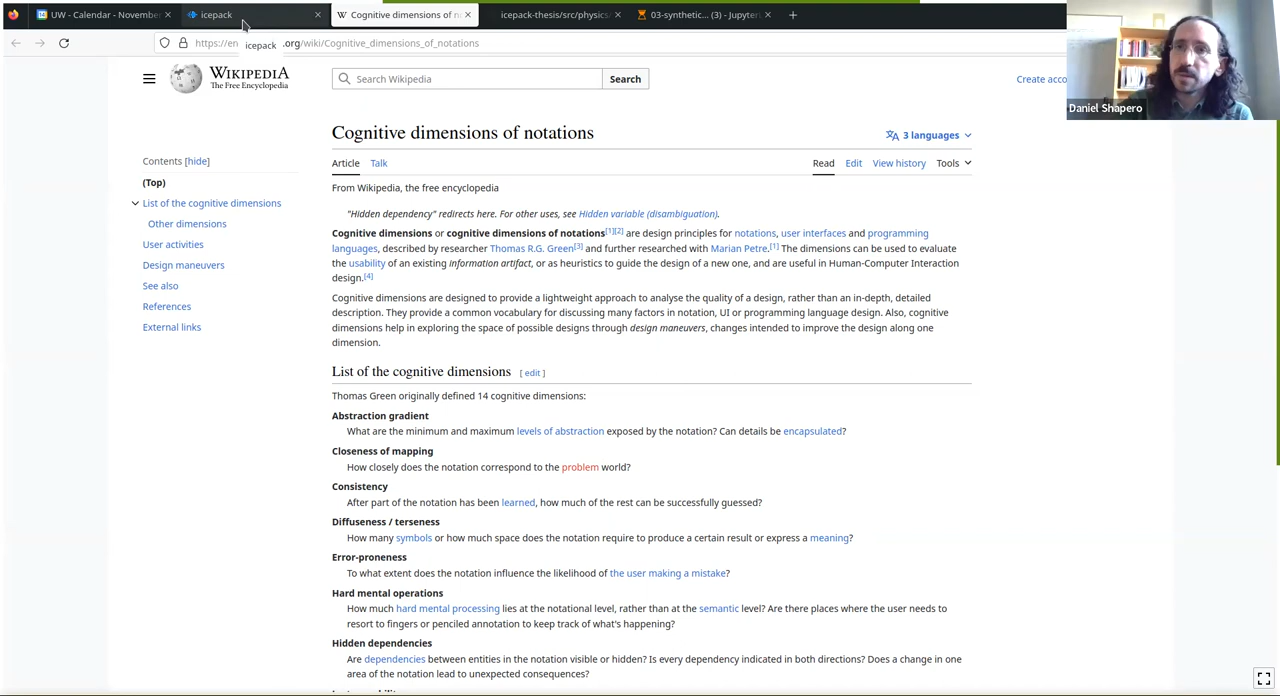 UW - Calendar - November
icepack
Cognitive dimensions of no
icepack-thesis/src/physics/
03-synthetic... (3) - Jupyter
https://en
icepack
.org/wiki/Cognitive_dimensions_of_notations
Daniel Shapero
WIKIPEDIA
The Free Encyclopedia
Search Wikipedia
Search
Create acco
Cognitive dimensions of notations
3 languages
Contents [hide]
(Top)
List of the cognitive dimensions
Other dimensions
User activities
Design maneuvers
See also
References
External links
Article
Talk
Read
Edit
View history
Tools
From Wikipedia, the free encyclopedia
"Hidden dependency" redirects here. For other uses, see Hidden variable (disambiguation).
Cognitive dimensions or cognitive dimensions of notations[1][2] are design principles for notations, user interfaces and programming
languages, described by researcher Thomas R.G. Green[3] and further researched with Marian Petre.[1] The dimensions can be used to evaluate
the usability of an existing information artifact, or as heuristics to guide the design of a new one, and are useful in Human-Computer Interaction
design.[4]
Cognitive dimensions are designed to provide a lightweight approach to analyse the quality of a design, rather than an in-depth, detailed
description. They provide a common vocabulary for discussing many factors in notation, UI or programming language design. Also, cognitive
dimensions help in exploring the space of possible designs through design maneuvers, changes intended to improve the design along one
dimension.
List of the cognitive dimensions [ edit ]
Thomas Green originally defined 14 cognitive dimensions:
Abstraction gradient
What are the minimum and maximum levels of abstraction exposed by the notation? Can details be encapsulated?
Closeness of mapping
How closely does the notation correspond to the problem world?
Consistency
After part of the notation has been learned, how much of the rest can be successfully guessed?
Diffuseness / terseness
How many symbols or how much space does the notation require to produce a certain result or express a meaning?
Error-proneness
To what extent does the notation influence the likelihood of the user making a mistake?
Hard mental operations
How much hard mental processing lies at the notational level, rather than at the semantic level? Are there places where the user needs to
resort to fingers or penciled annotation to keep track of what's happening?
Hidden dependencies
Are dependencies between entities in the notation visible or hidden? Is every dependency indicated in both directions? Does a change in one
area of the notation lead to unexpected consequences?